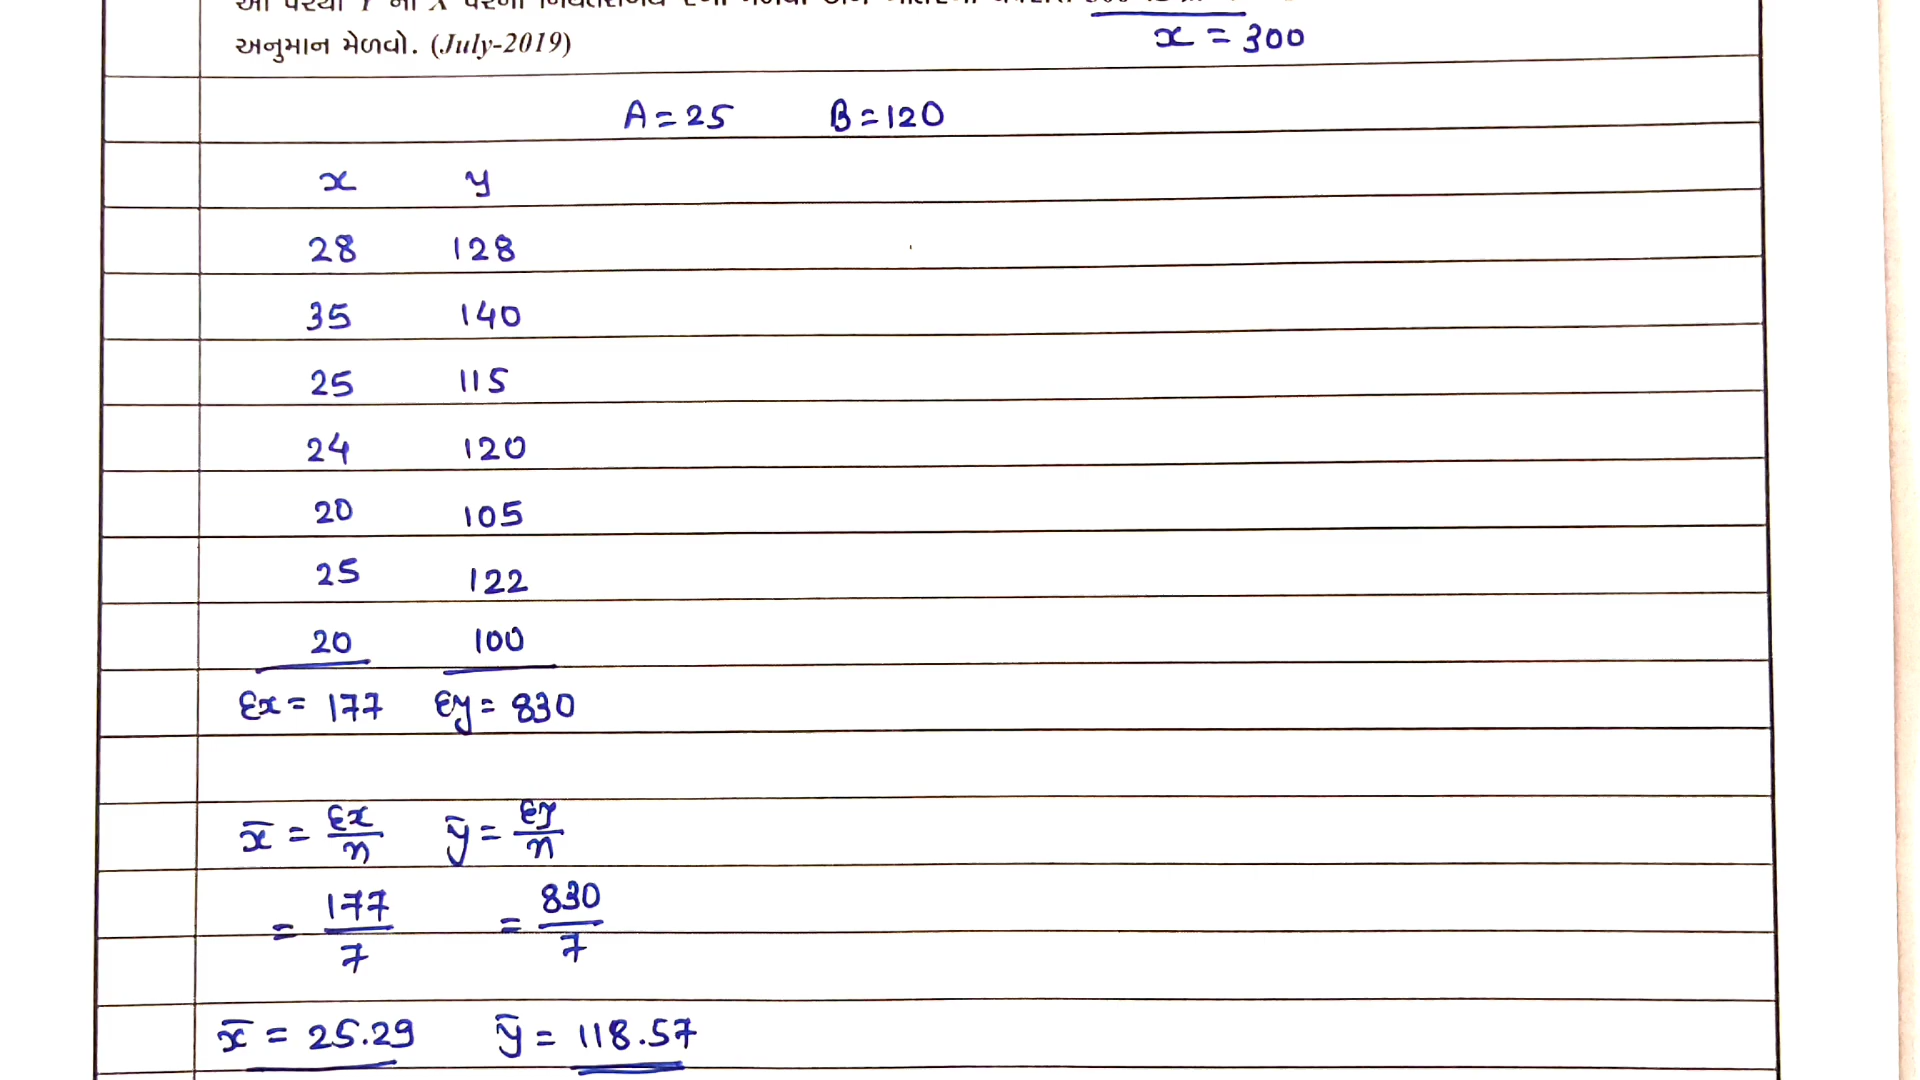 અનુમાન મેળવો. (July-2019) x = 300
A = 25 B = 120
x y
28 128
35 140
25 115
24 120
20 105
25 122
20 100
Σx = 177 Σy = 830
x̄ = Σx/n ȳ = Σy/n
= 177/7 = 830/7
x̄ = 25.29 ȳ = 118.57